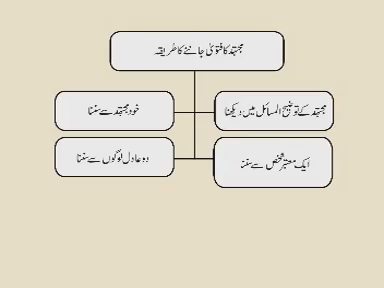 مجتہد کا فتویٰ جاننے کا طریقہ
مجتہد کے توضیح المسائل میں دیکھنا
خود مجتہد سے سننا
ایک معتبر شخص سے سننا
دو عادل لوگوں سے سننا